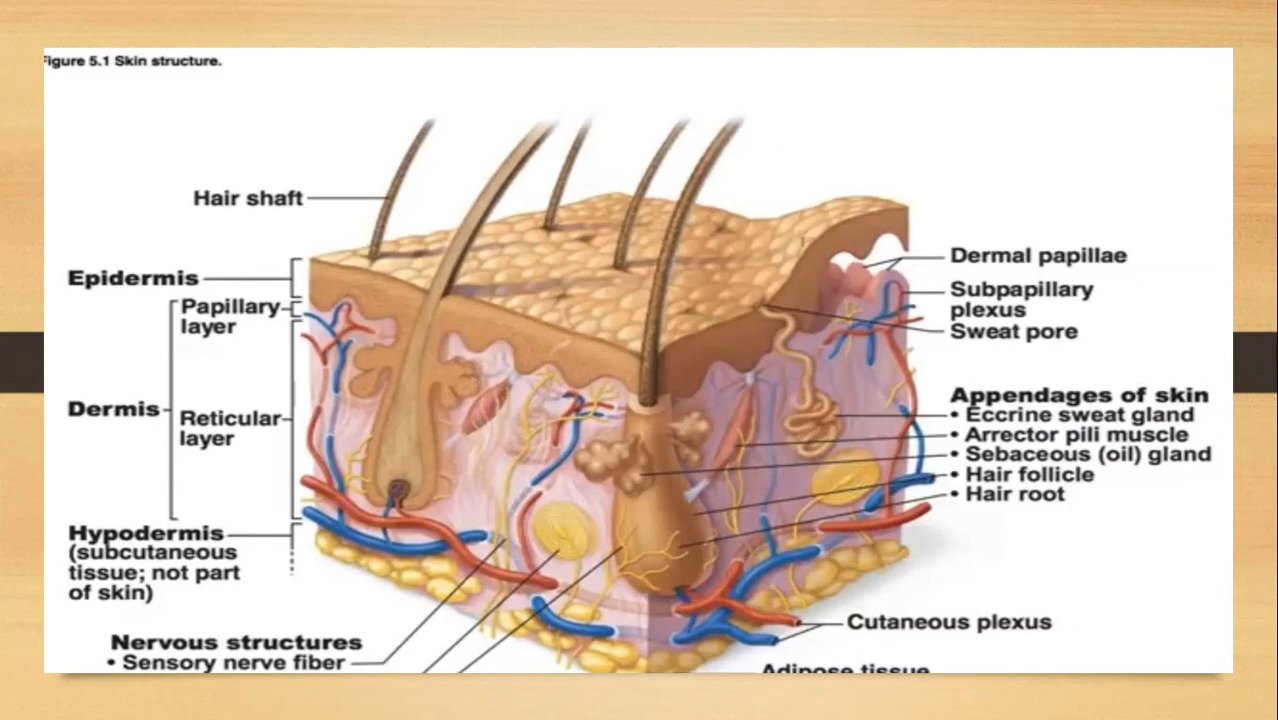 Figure 5.1 Skin structure.
Hair shaft
Epidermis
Papillary
layer
Dermis
Reticular
layer
Hypodermis
(subcutaneous
tissue; not part
of skin)
Nervous structures
• Sensory nerve fiber
Dermal papillae
Subpapillary
plexus
Sweat pore
Appendages of skin
• Eccrine sweat gland
• Arrector pili muscle
• Sebaceous (oil) gland
• Hair follicle
• Hair root
Cutaneous plexus
Adipose tissue